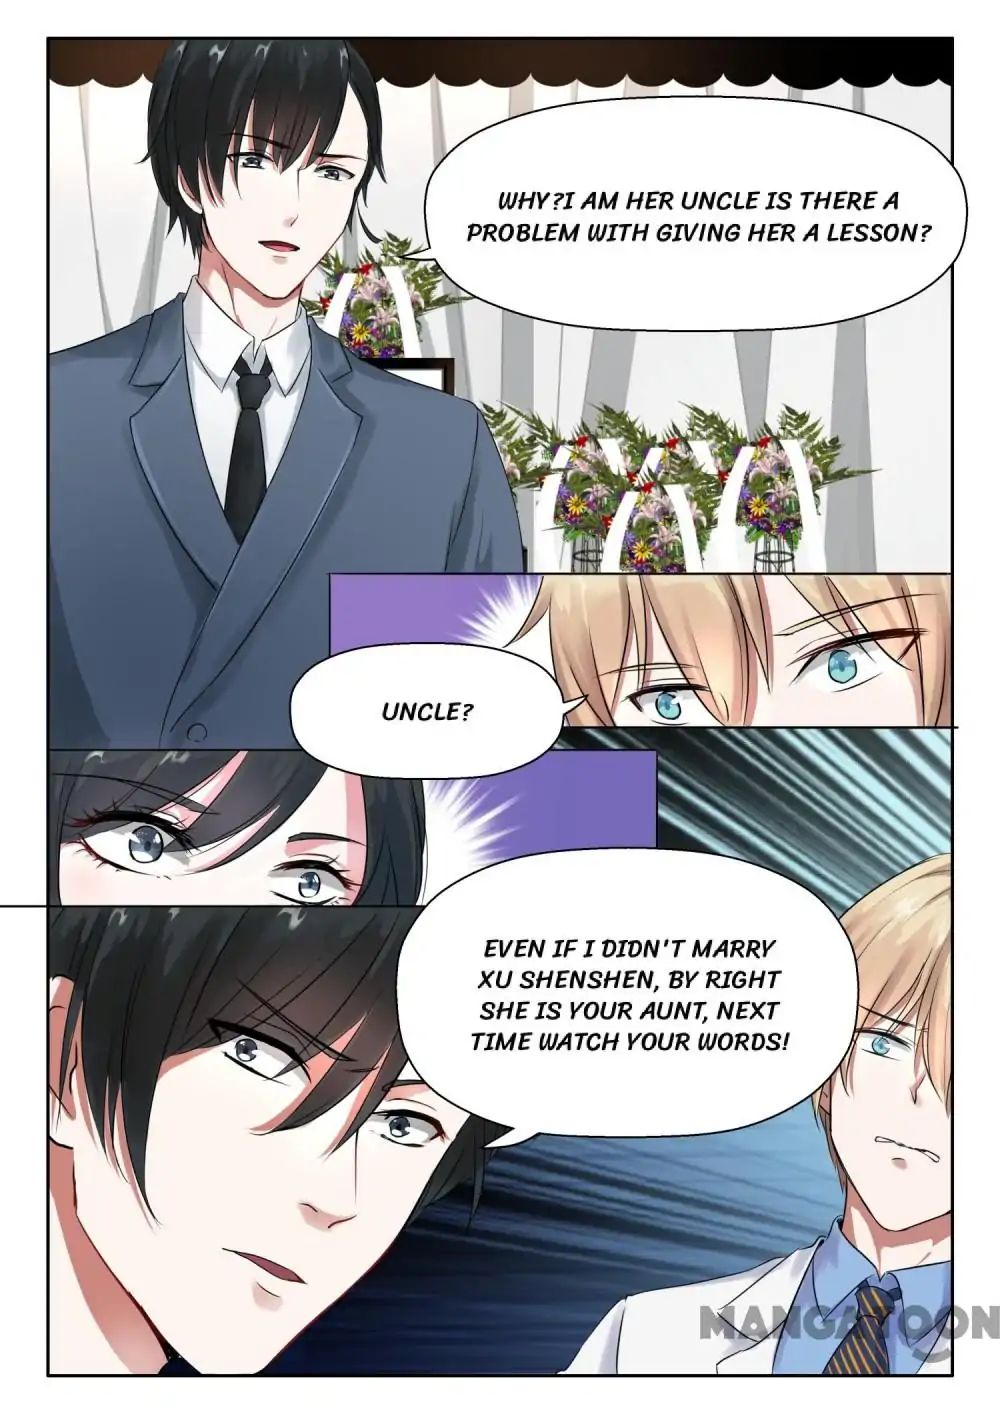 WHY?I AM HER UNCLE IS THERE A
PROBLEM WITH GIVING HER A LESSON?
UNCLE?
EVEN IF I DIDN'T MARRY
XU SHENSHEN, BY RIGHT
SHE IS YOUR AUNT, NEXT
TIME WATCH YOUR WORDS!
MANGATOON